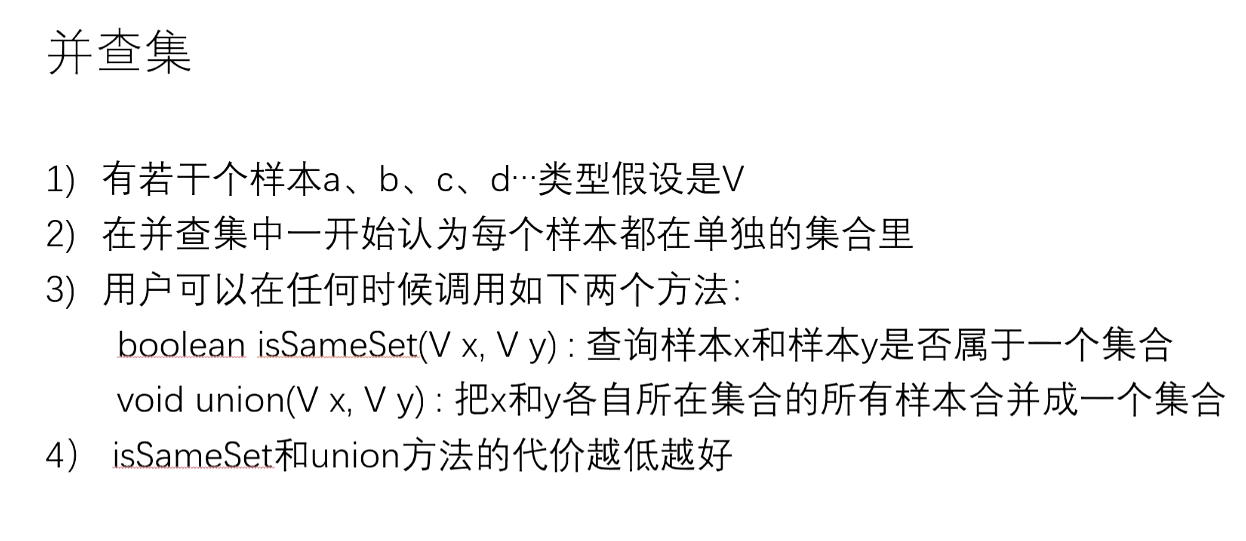 并查集
1) 有若干个样本a、b、c、d…类型假设是V
2) 在并查集中一开始认为每个样本都在单独的集合里
3) 用户可以在任何时候调用如下两个方法：
boolean isSameSet(V x, V y) : 查询样本x和样本y是否属于一个集合
void union(V x, V y) : 把x和y各自所在集合的所有样本合并成一个集合
4） isSameSet和union方法的代价越低越好